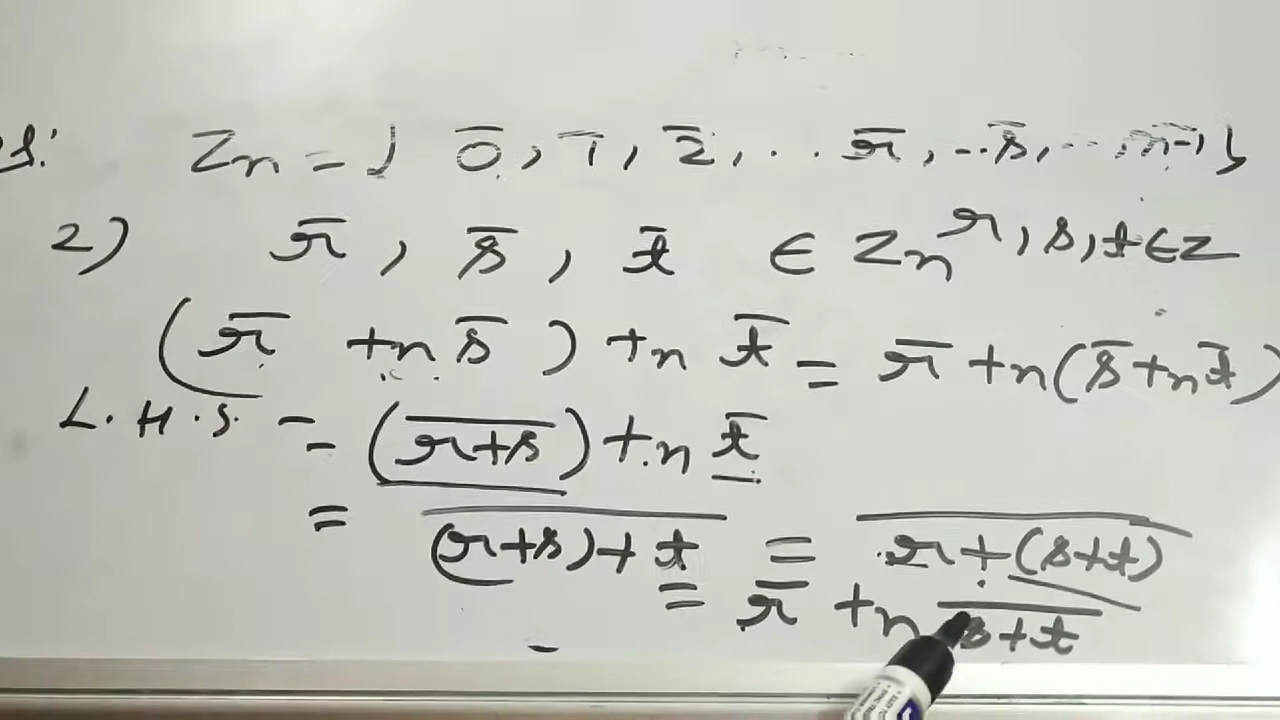 s: Zn = { 0̅, 1̅, 2̅, .. r̅, .. s̅, .. , n̅-̅1̅ }
2) r̅, s̅, t̅ ∈ Zn r, s, t ∈ Z
(r̅ +n s̅) +n t̅ = r̅ +n (s̅ +n t̅)
L.H.S. = (r̅+̅s̅) +n t̅
= (̅r̅+̅s̅)̅+̅t̅ = r̅+̅(̅s̅+̅t̅)̅
= r̅ +n s̅+̅t̅